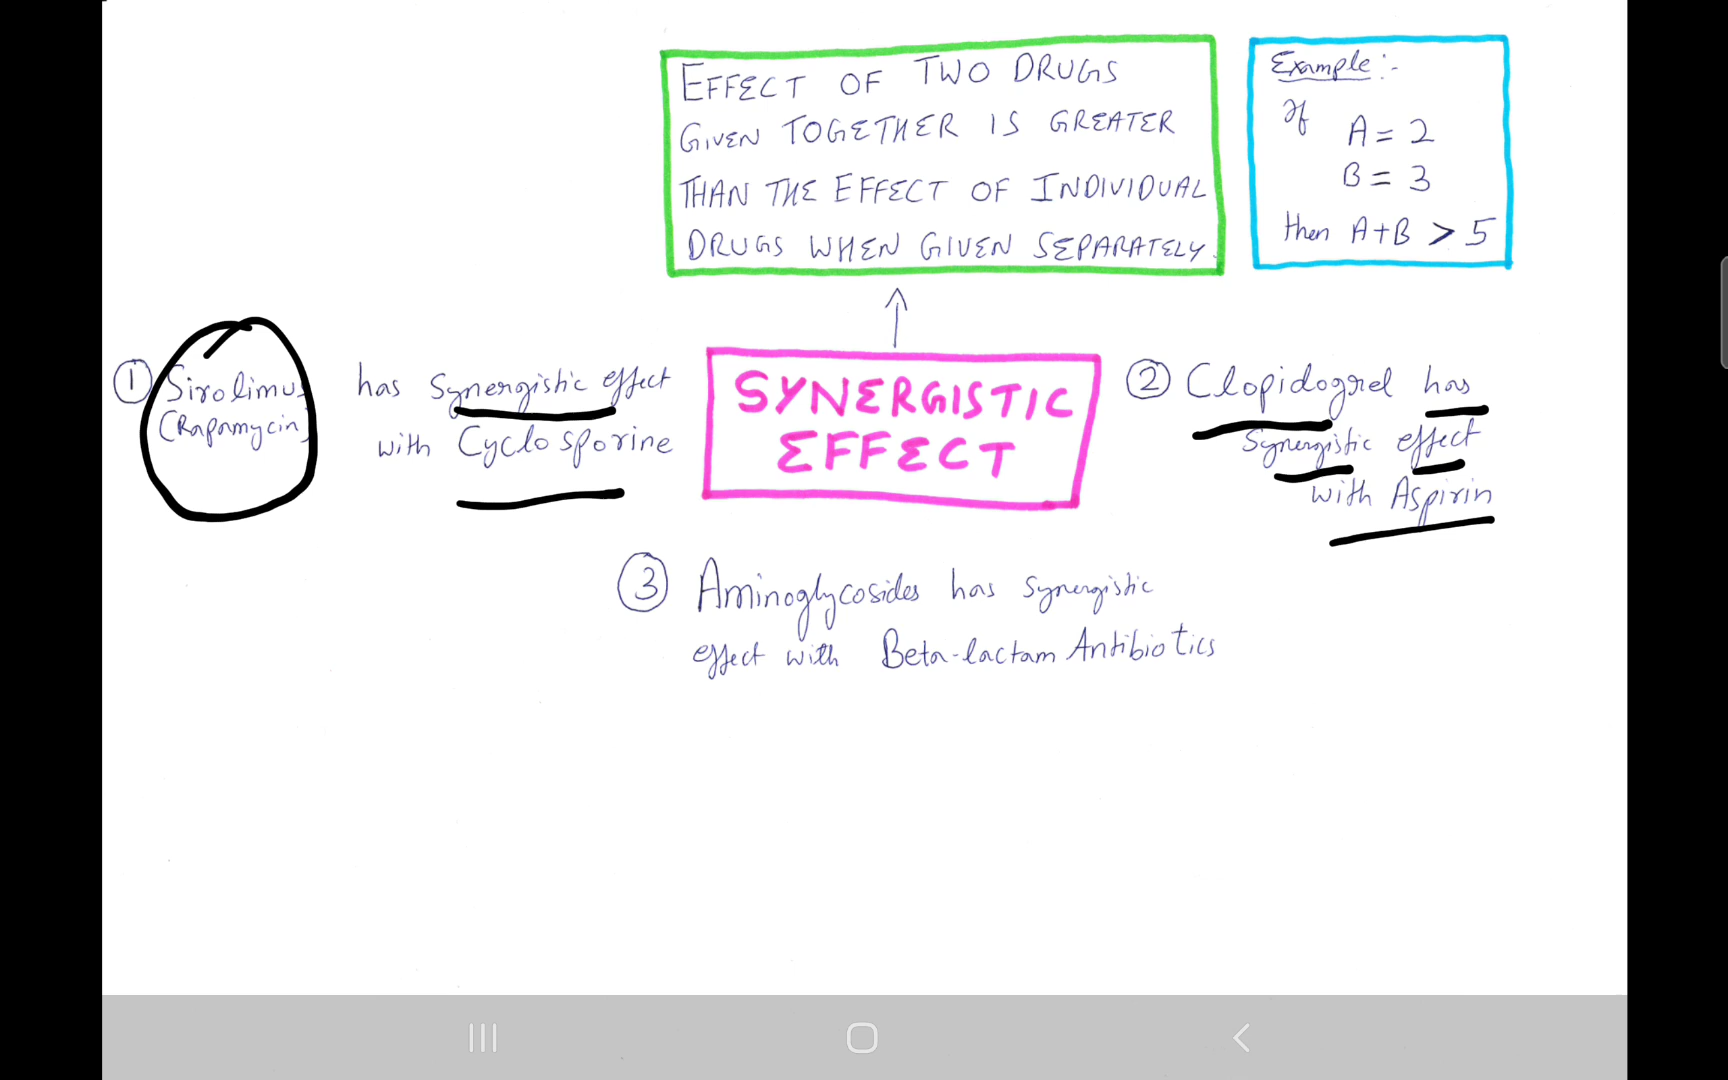 EFFECT OF TWO DRUGS
GIVEN TOGETHER IS GREATER
THAN THE EFFECT OF INDIVIDUAL
DRUGS WHEN GIVEN SEPARATELY.
Example:-
If
A = 2
B = 3
then A+B > 5
① Sirolimus has Synergistic effect
(Rapamycin) with Cyclosporine
SYNERGISTIC
EFFECT
② Clopidogrel has
Synergistic effect
with Aspirin
③ Aminoglycosides has synergistic
effect with Beta-lactam Antibiotics